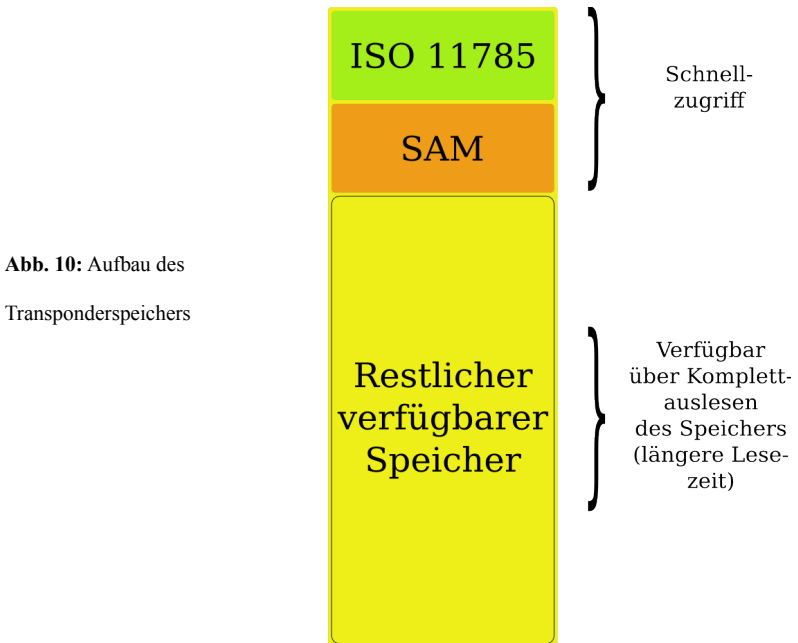 ISO 11785
SAM
Schnell-
zugriff
Abb. 10: Aufbau des
Transponderspeichers
Restlicher
verfügbarer
Speicher
Verfügbar
über Komplett-
auslesen
des Speichers
(längere Lese-
zeit)